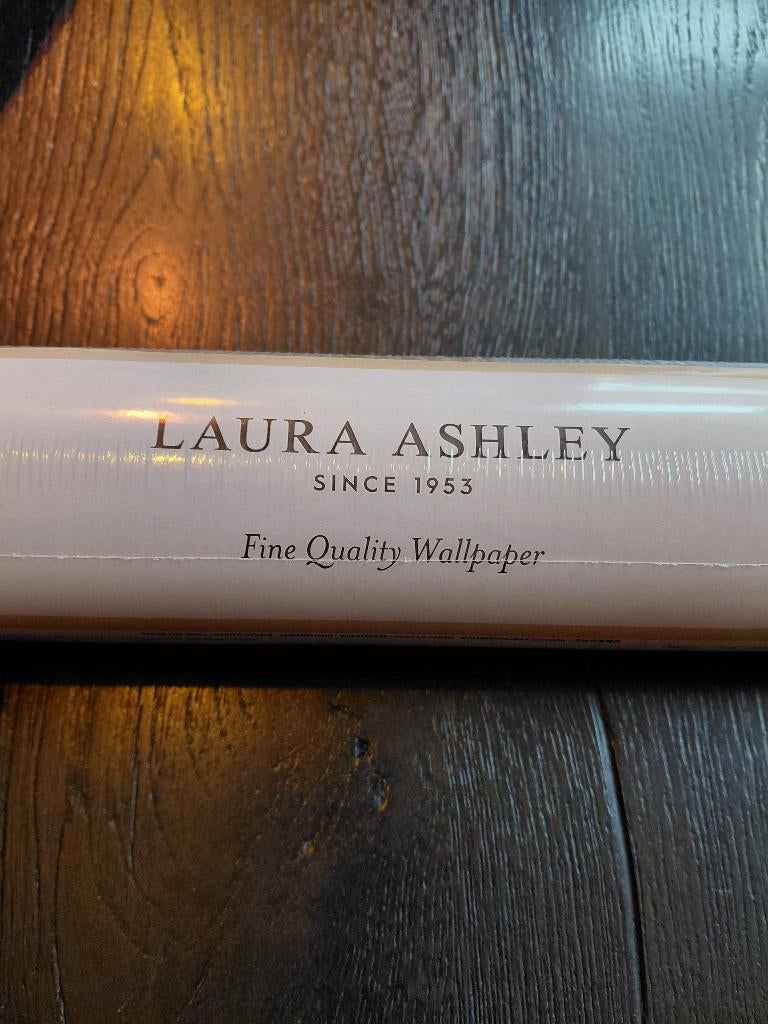 LAURA ASHLEY
SINCE 1953
Fine Quality Wallpaper